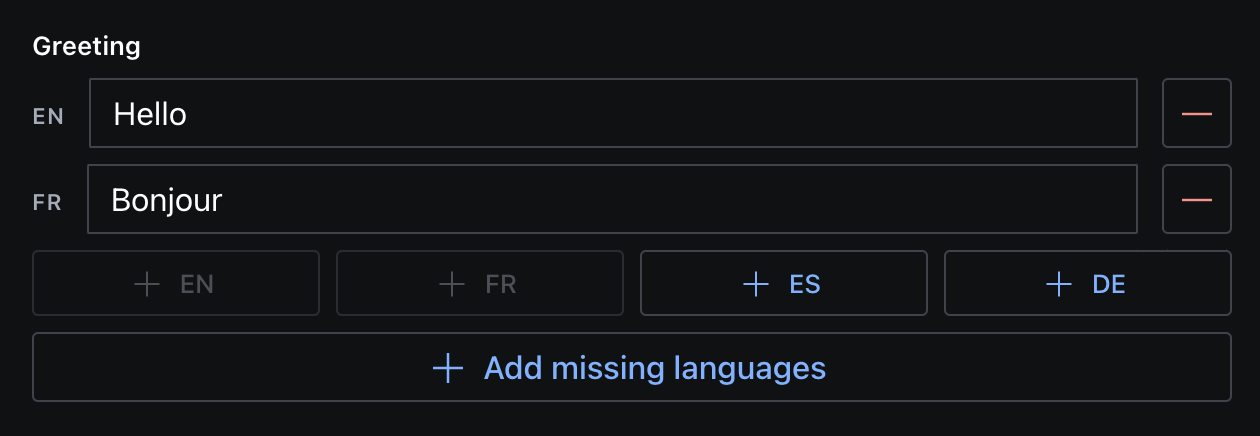 Greeting
EN Hello
FR Bonjour
+ EN + FR + ES + DE
+ Add missing languages